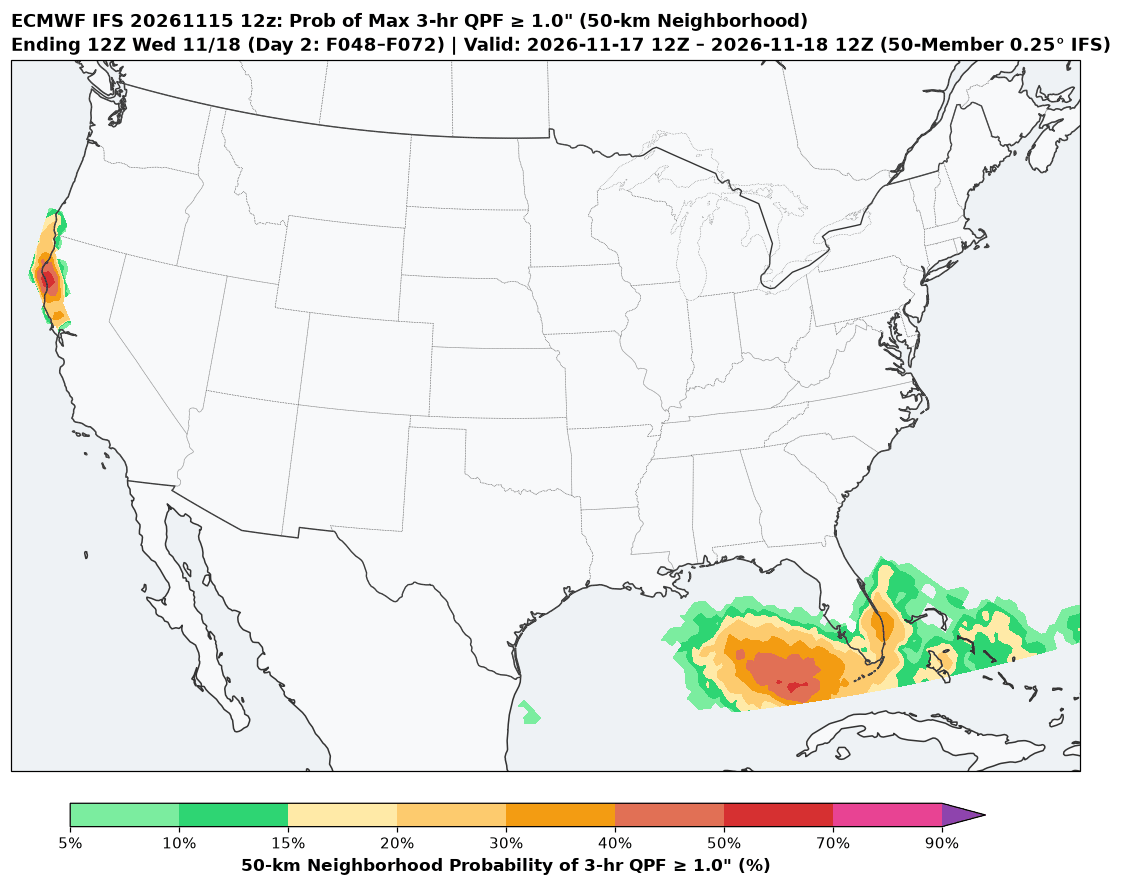 ECMWF IFS 20261115 12z: Prob of Max 3-hr QPF ≥ 1.0" (50-km Neighborhood)
Ending 12Z Wed 11/18 (Day 2: F048–F072) | Valid: 2026-11-17 12Z – 2026-11-18 12Z (50-Member 0.25° IFS)
5% 10% 15% 20% 30% 40% 50% 70% 90%
50-km Neighborhood Probability of 3-hr QPF ≥ 1.0" (%)